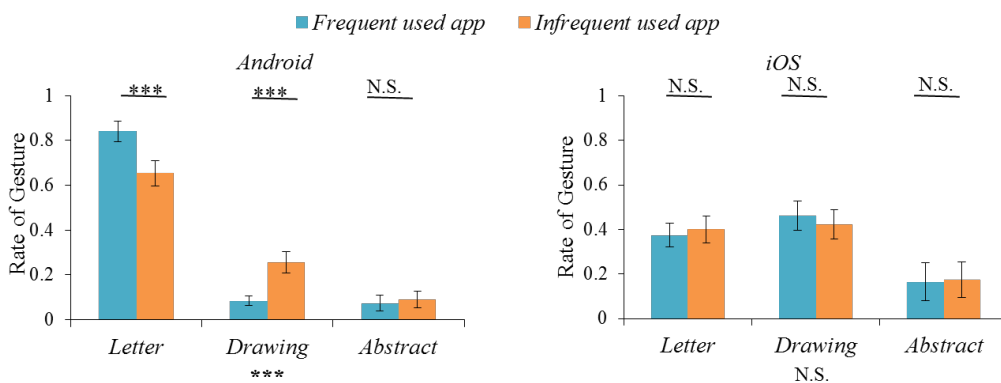 Frequent used app Infrequent used app
Android
*** *** N.S.
1
0.8
0.6
0.4
0.2
0
Rate of Gesture
Letter Drawing Abstract
***
iOS
N.S. N.S. N.S.
1
0.8
0.6
0.4
0.2
0
Rate of Gesture
Letter Drawing Abstract
N.S.